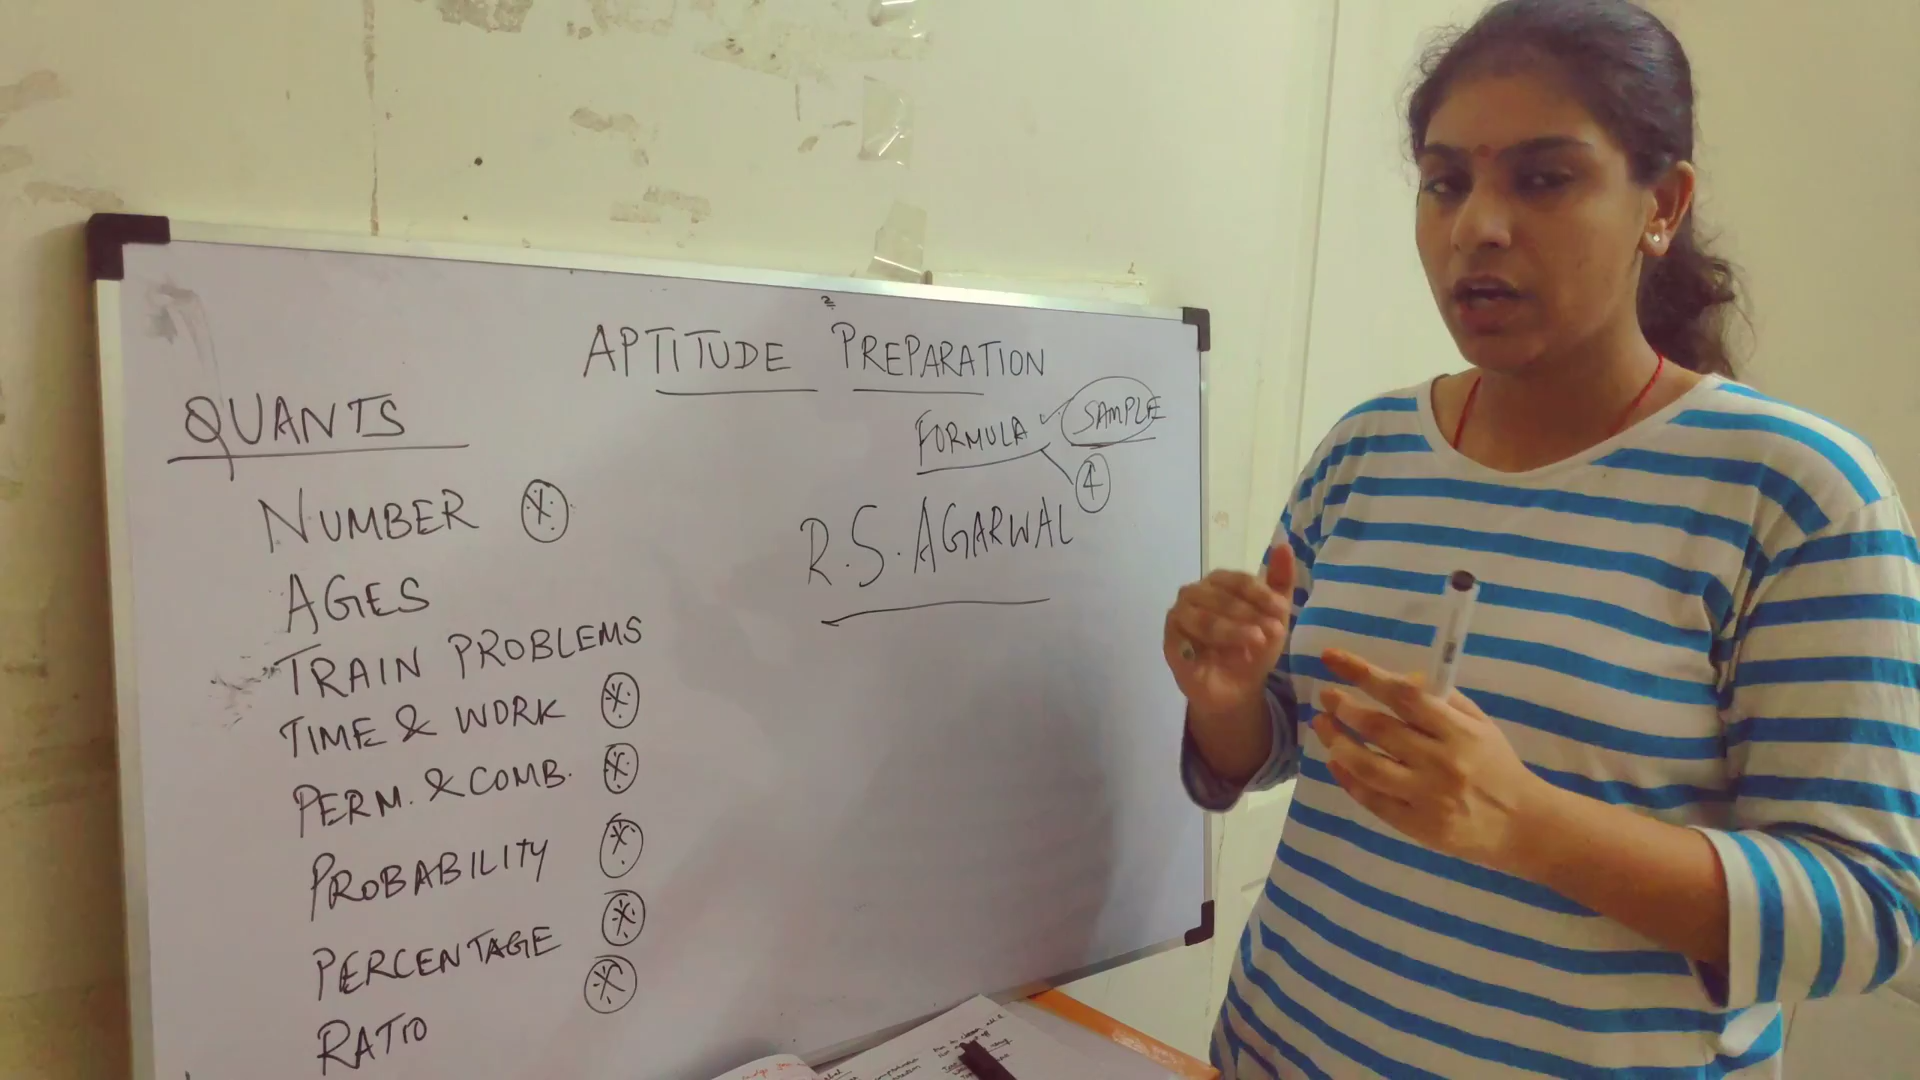 APTITUDE PREPARATION
QUANTS
NUMBER
AGES
TRAIN PROBLEMS
TIME & WORK
PERM. & COMB.
PROBABILITY
PERCENTAGE
RATIO
FORMULA SAMPLE
4
R.S. AGARWAL